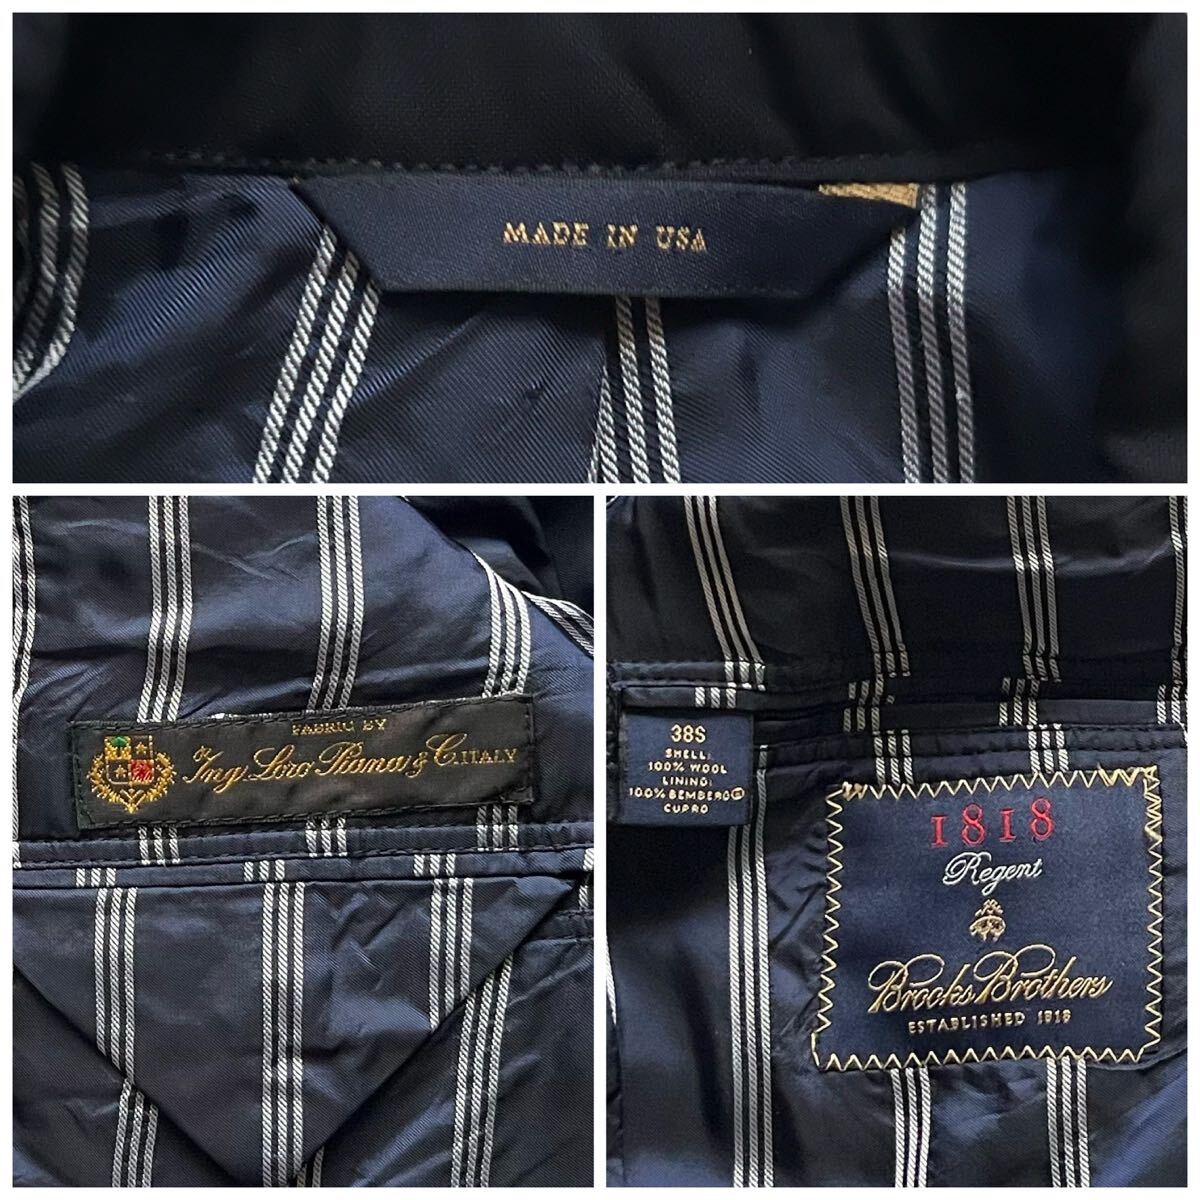 MADE IN USA
FABRIC BY
Ing. Loro Piana & C. ITALY
38S
SHELL:
100% WOOL
LINING:
100% BEMBERG®
CUPRO
1818
Regent
Brooks Brothers
ESTABLISHED 1818